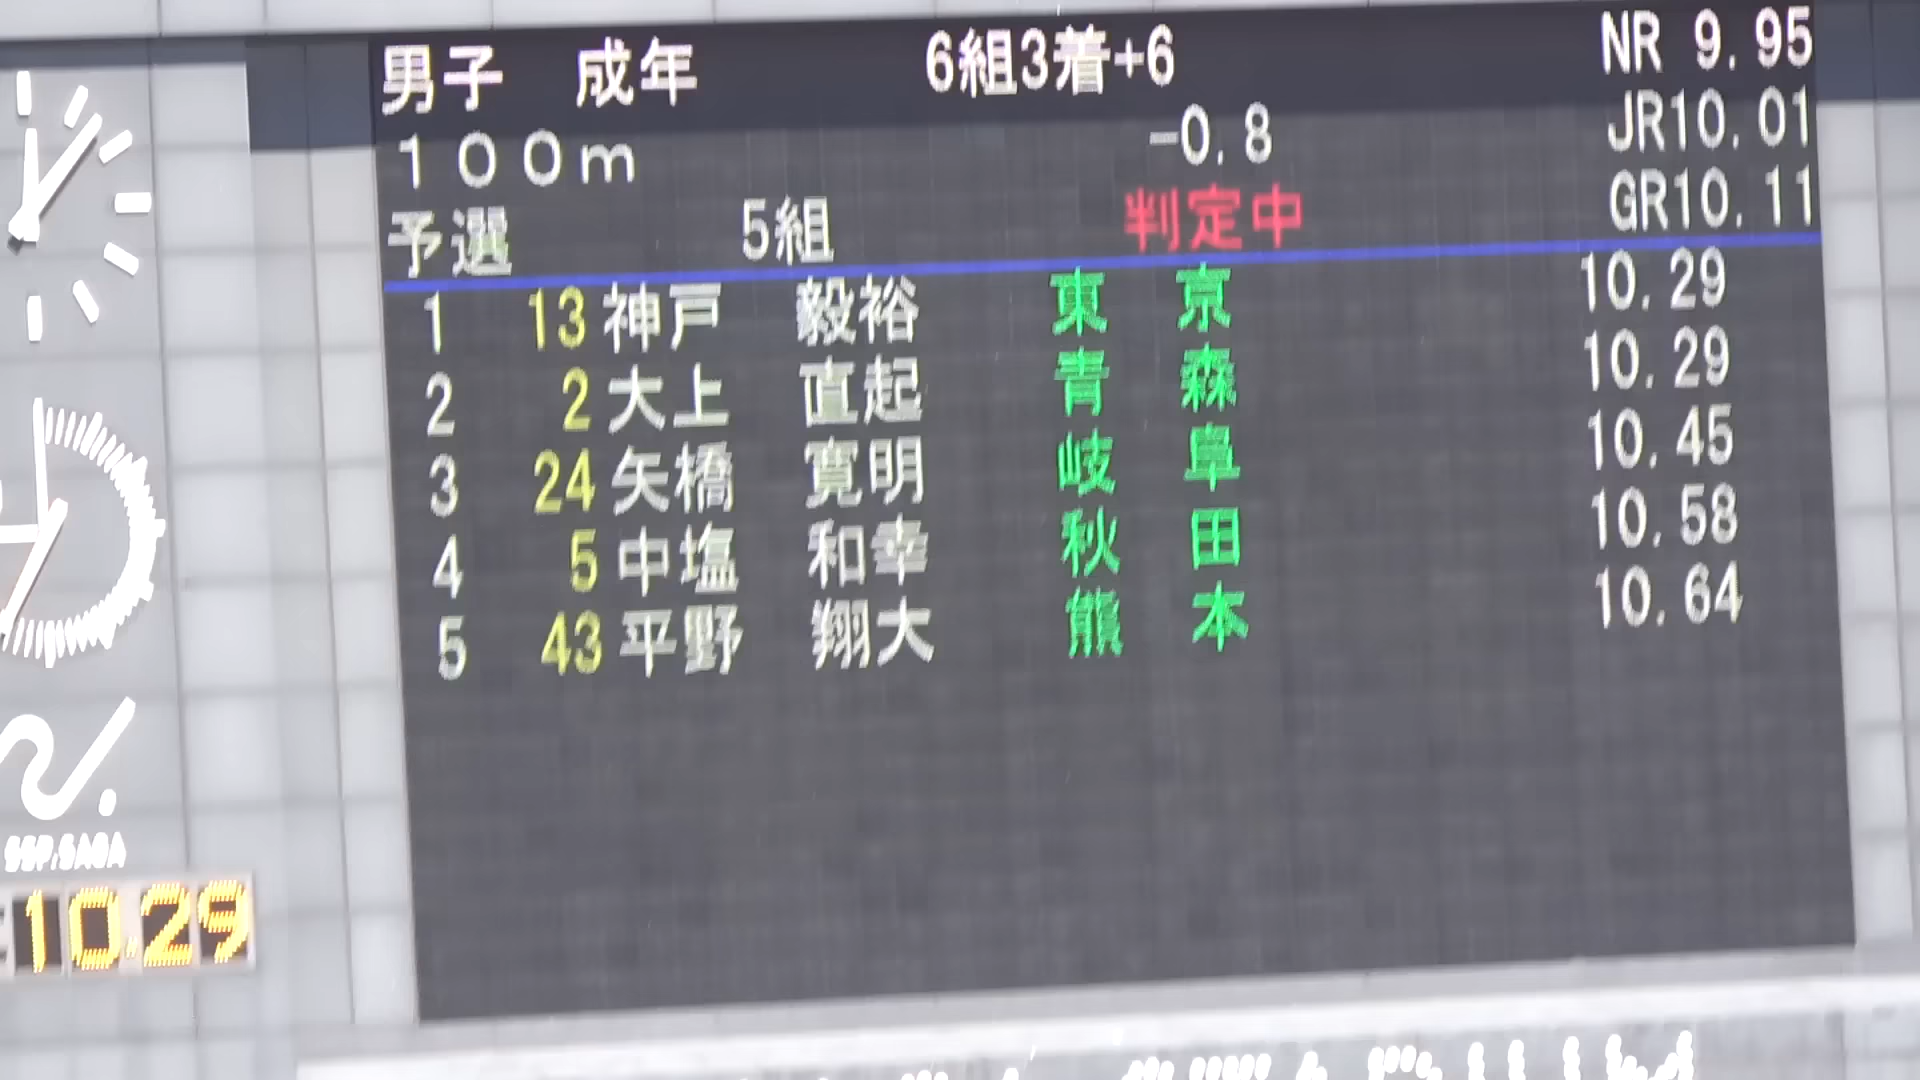 男子 成年 6組3着+6 NR 9.95
100m -0.8 JR10.01
予選 5組 判定中 GR10.11
1 13 神戸 毅裕 東京 10.29
2 2 大上 直起 青森 10.29
3 24 矢橋 寛明 岐阜 10.45
4 5 中塩 和幸 秋田 10.58
5 43 平野 翔大 熊本 10.64
SSP.SAGA
10.29